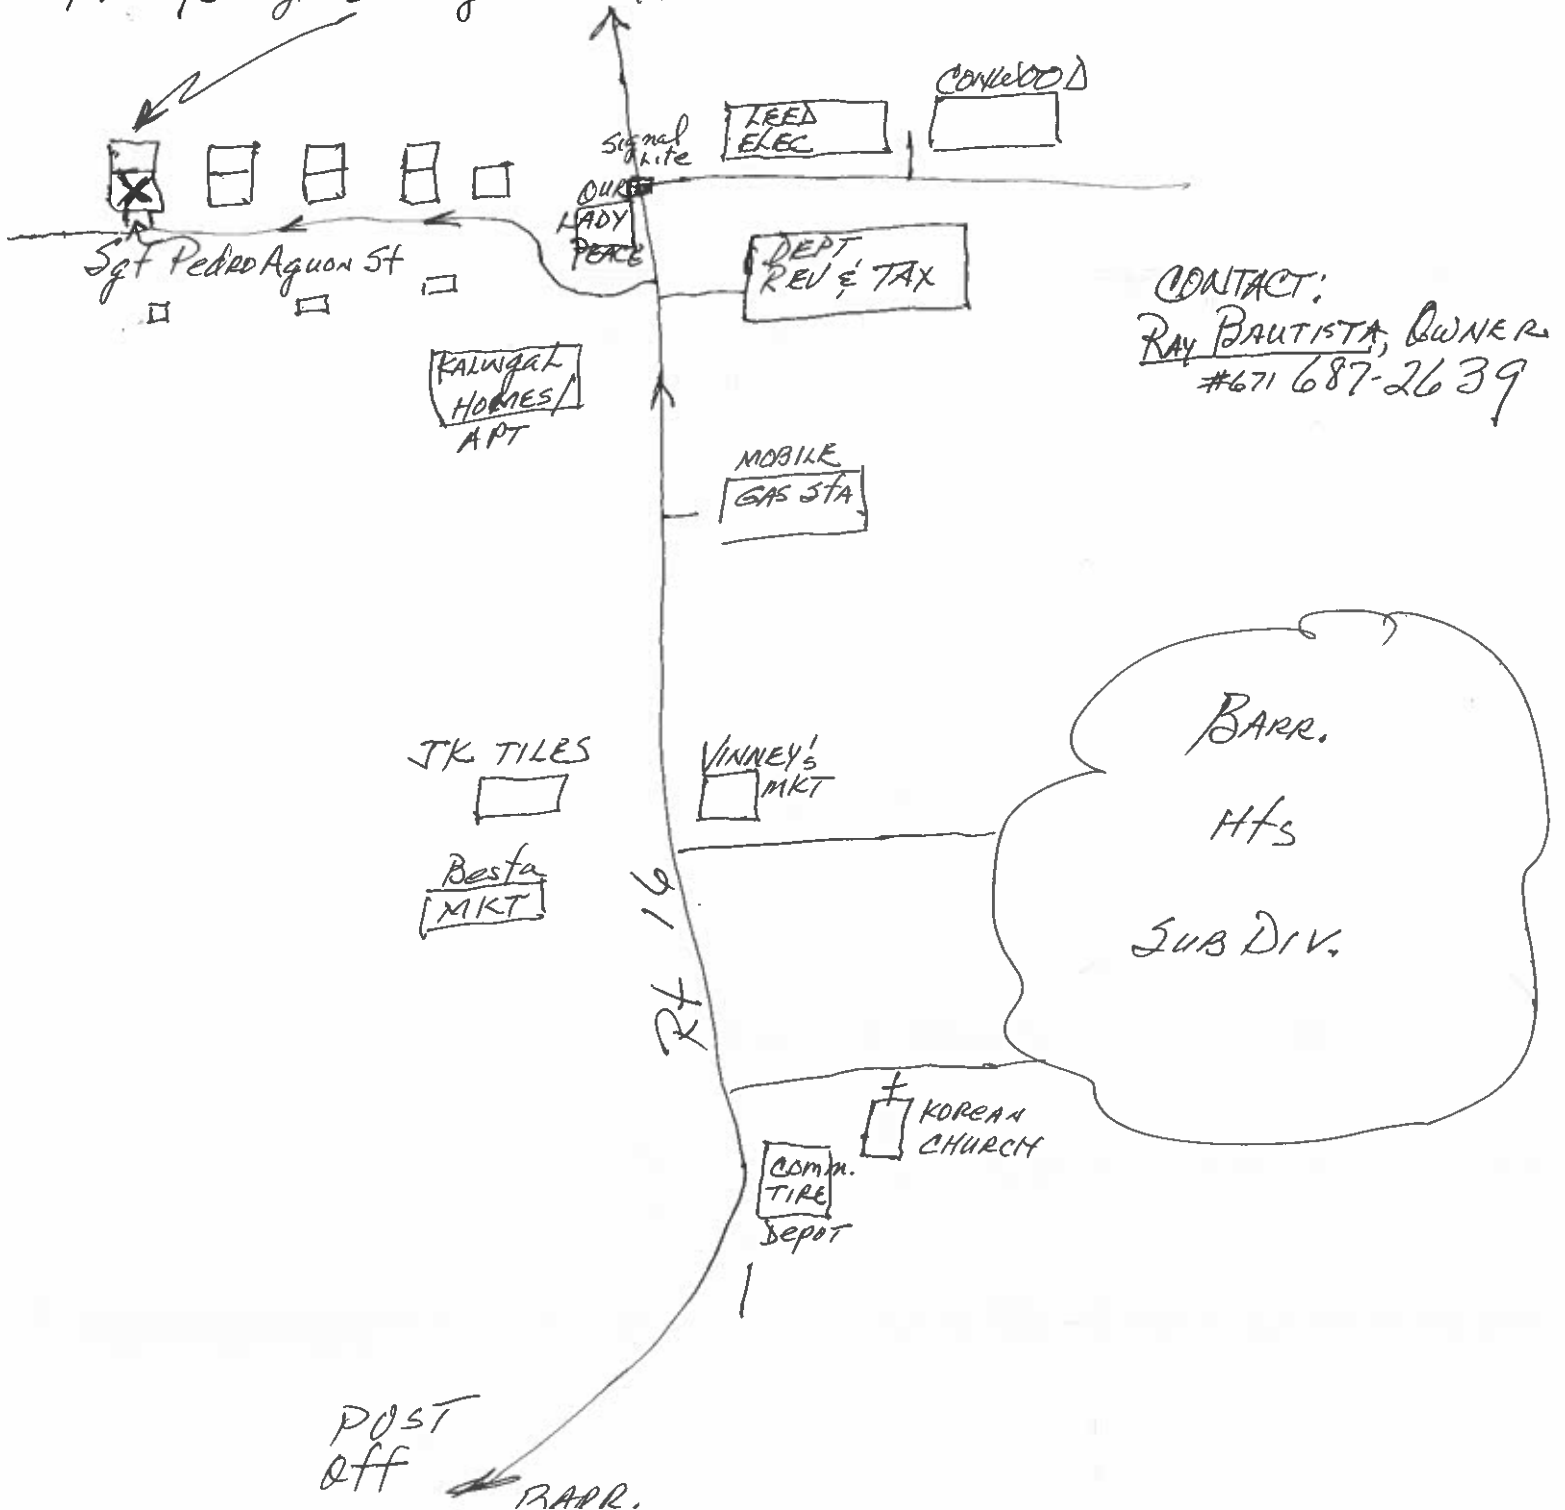 CONWOOD
LEED
ELEC
Signal
Lite
OUR
LADY
PEACE
Sgt Pedro Aguon St
DEPT
REV & TAX
CONTACT:
RAY BAUTISTA, OWNER
#671 687-2639
KALINGAL
HOMES/
APT
MOBILE
GAS STA
BARR.
Hts
SUB DIV.
JK. TILES
VINNEY'S
MKT
Besta
MKT
Rt 16
KOREAN
CHURCH
COMM.
TIRE
DEPOT
POST
Off
BARR.